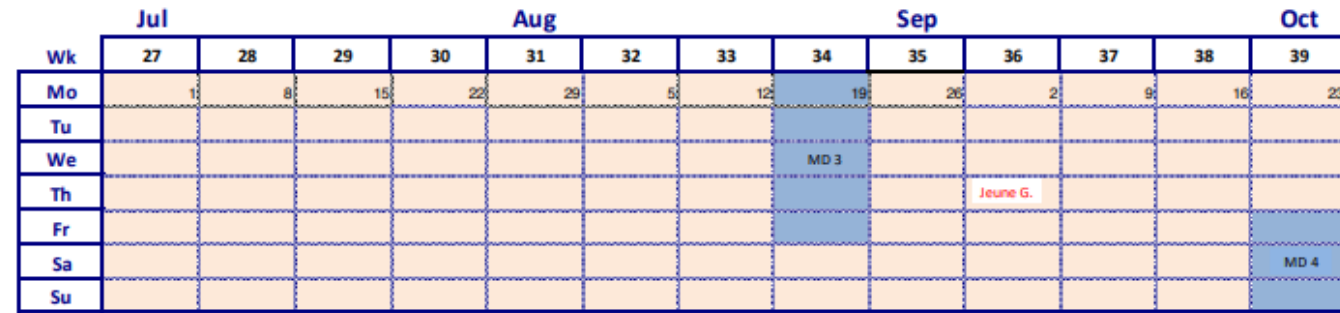 Jul Aug Sep Oct
Wk 27 28 29 30 31 32 33 34 35 36 37 38 39
Mo 1 8 15 22 29 5 12 19 26 2 9 16 23
Tu
We MD 3
Th Jeune G.
Fr
Sa MD 4
Su